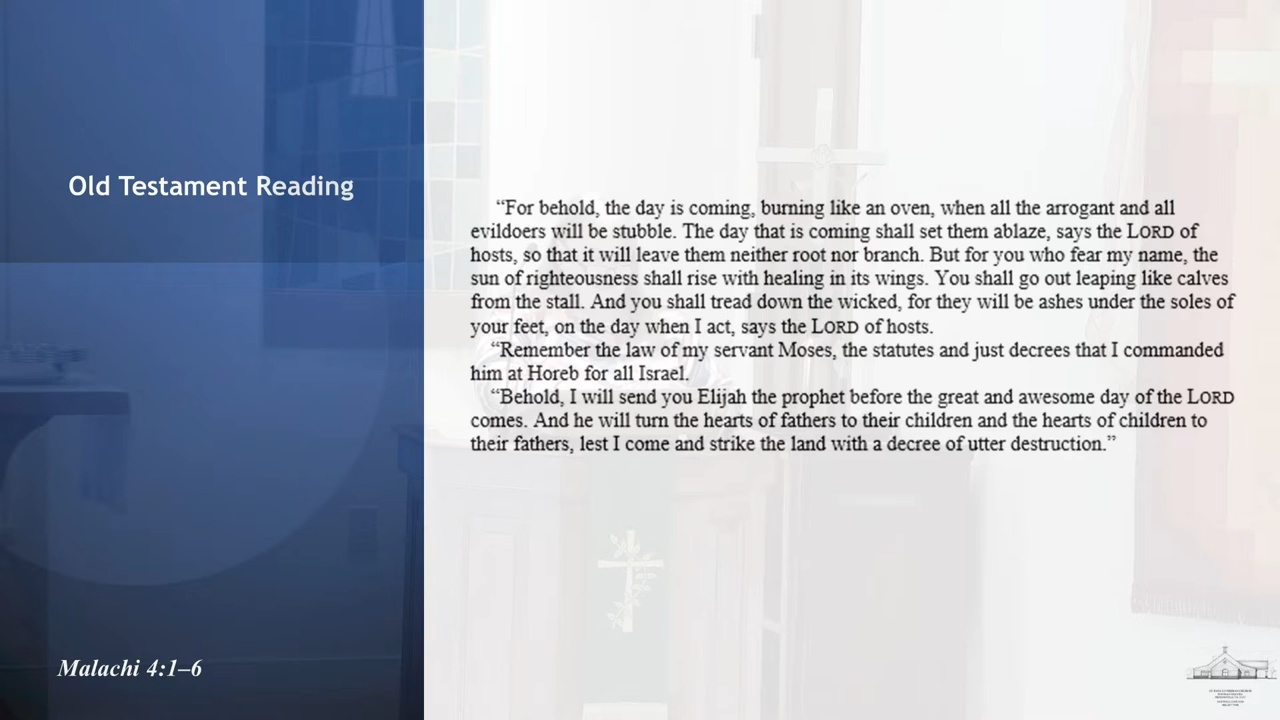 Old Testament Reading
“For behold, the day is coming, burning like an oven, when all the arrogant and all
evildoers will be stubble. The day that is coming shall set them ablaze, says the LORD of
hosts, so that it will leave them neither root nor branch. But for you who fear my name, the
sun of righteousness shall rise with healing in its wings. You shall go out leaping like calves
from the stall. And you shall tread down the wicked, for they will be ashes under the soles of
your feet, on the day when I act, says the LORD of hosts.
“Remember the law of my servant Moses, the statutes and just decrees that I commanded
him at Horeb for all Israel.
“Behold, I will send you Elijah the prophet before the great and awesome day of the LORD
comes. And he will turn the hearts of fathers to their children and the hearts of children to
their fathers, lest I come and strike the land with a decree of utter destruction.”
Malachi 4:1–6